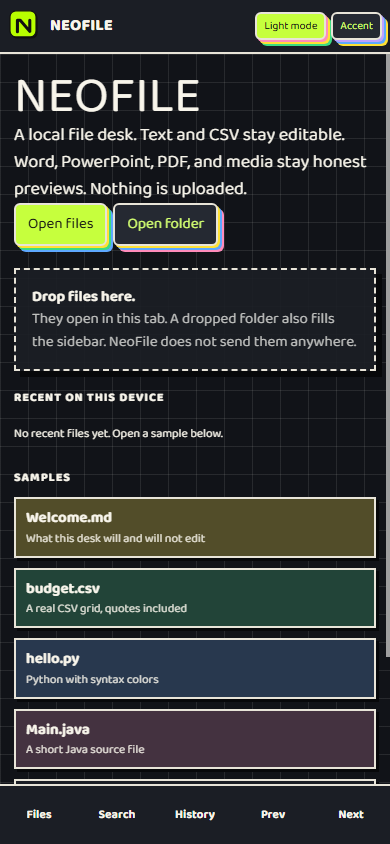 N NEOFILE
Light mode
Accent
NEOFILE
A local file desk. Text and CSV stay editable.
Word, PowerPoint, PDF, and media stay honest
previews. Nothing is uploaded.
Open files
Open folder
Drop files here.
They open in this tab. A dropped folder also fills
the sidebar. NeoFile does not send them anywhere.
RECENT ON THIS DEVICE
No recent files yet. Open a sample below.
SAMPLES
Welcome.md
What this desk will and will not edit
budget.csv
A real CSV grid, quotes included
hello.py
Python with syntax colors
Main.java
A short Java source file
Files
Search
History
Prev
Next